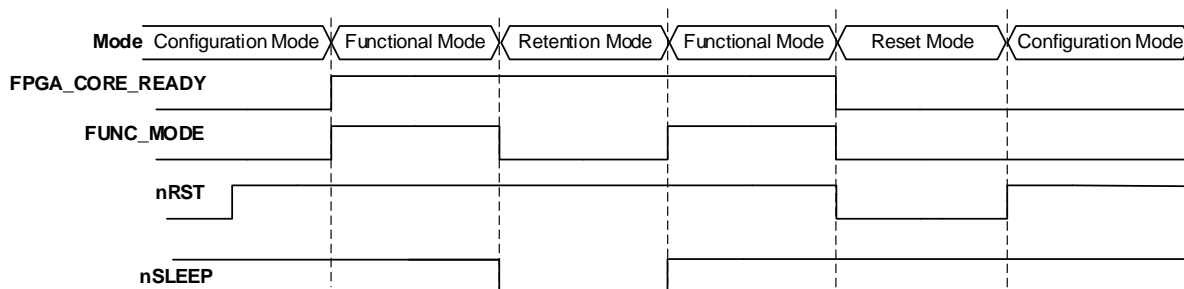 Mode Configuration Mode Functional Mode Retention Mode Functional Mode Reset Mode Configuration Mode
FPGA_CORE_READY
FUNC_MODE
nRST
nSLEEP